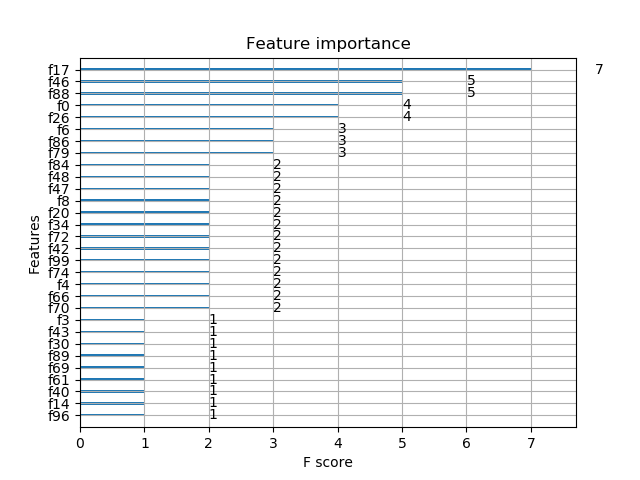 Feature importance
f17 7
f46 5
f88 5
f0 4
f26 4
f6 3
f86 3
f79 3
f84 2
f48 2
f47 2
f8 2
f20 2
f34 2
f72 2
f42 2
f99 2
f74 2
f4 2
f66 2
f70 2
f3 1
f43 1
f30 1
f89 1
f69 1
f61 1
f40 1
f14 1
f96 1
Features
0 1 2 3 4 5 6 7
F score